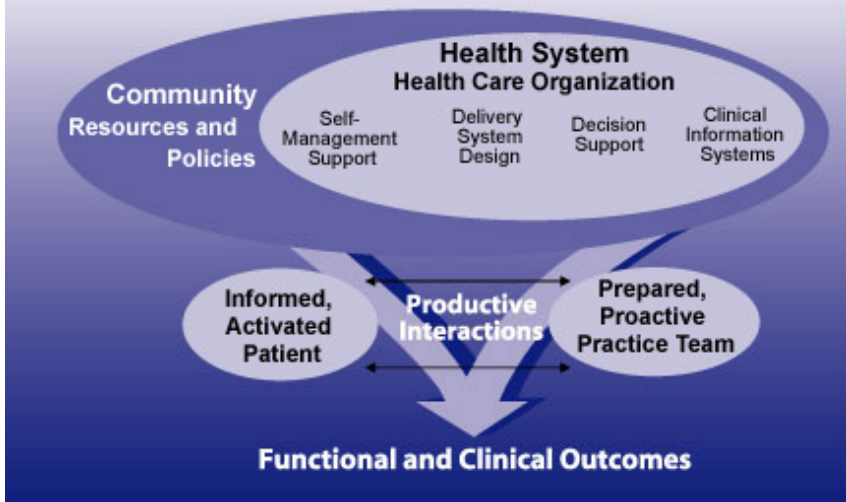 Health System
Health Care Organization
Community
Resources and
Policies
Self-
Management
Support
Delivery
System
Design
Decision
Support
Clinical
Information
Systems
Informed,
Activated
Patient
Productive
Interactions
Prepared,
Proactive
Practice Team
Functional and Clinical Outcomes